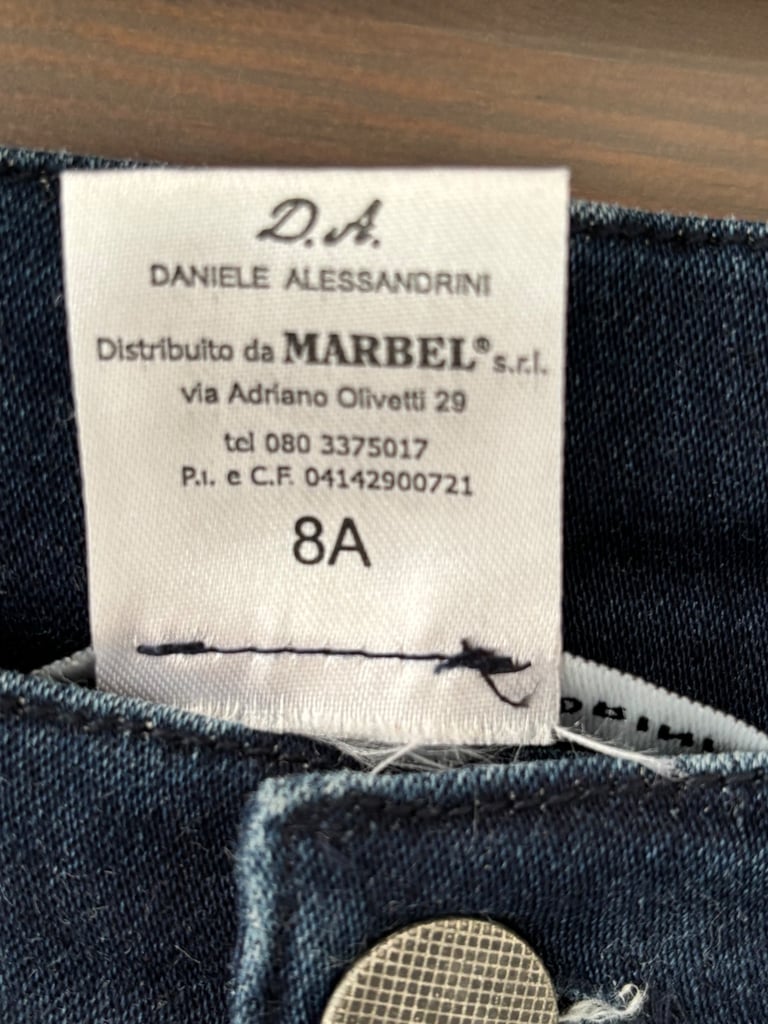 D.A.
DANIELE ALESSANDRINI
Distribuito da MARBEL® s.r.l.
via Adriano Olivetti 29
tel 080 3375017
P.I. e C.F. 04142900721
8A